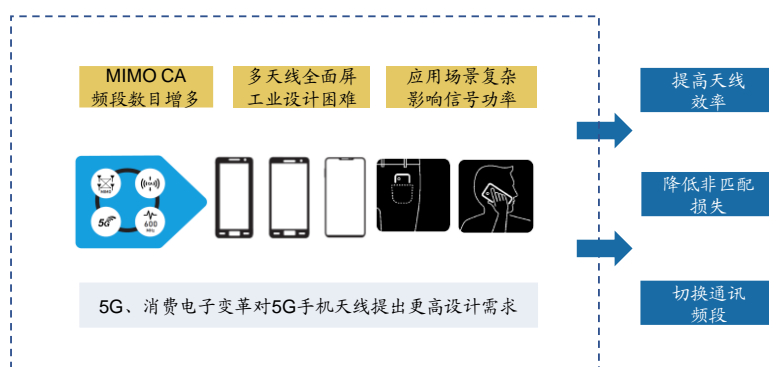 MIMO CA
频段数目增多
多天线全面屏
工业设计困难
应用场景复杂
影响信号功率
提高天线
效率
MIMO
5G
600
MHz
降低非匹配
损失
5G、消费电子变革对5G手机天线提出更高设计需求
切换通讯
频段